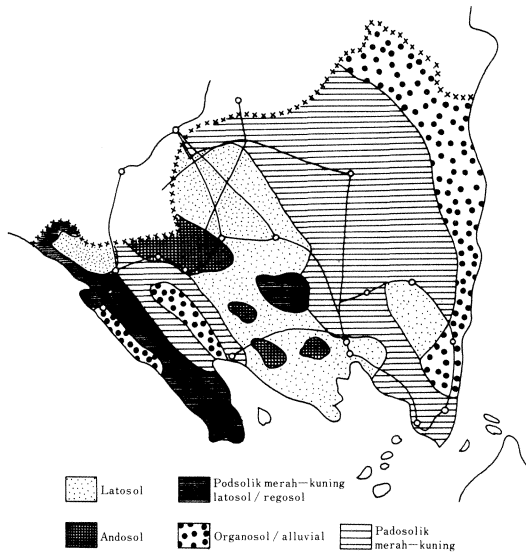 Latosol
Podsolik merah-kuning
latosol / regosol
Andosol
Organosol / alluvial
Padosolik
merah-kuning